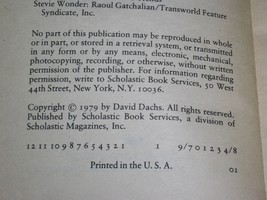 Stevie Wonder: Raoul Gatchalian/Transworld Feature
Syndicate, Inc.
No part of this publication may be reproduced in whole
or in part, or stored in a retrieval system, or transmitted
in any form or by any means, electronic, mechanical,
photocopying, recording, or otherwise, without written
permission of the publisher. For information regarding
permission, write to Scholastic Book Services, 50 West
44th Street, New York, N.Y. 10036.
Copyright © 1979 by David Dachs. All rights reserved.
Published by Scholastic Book Services, a division of
Scholastic Magazines, Inc.
12 11 10 9 8 7 6 5 4 3 2 1 1 9/7 0 1 2 3 4/8
Printed in the U. S. A. 01